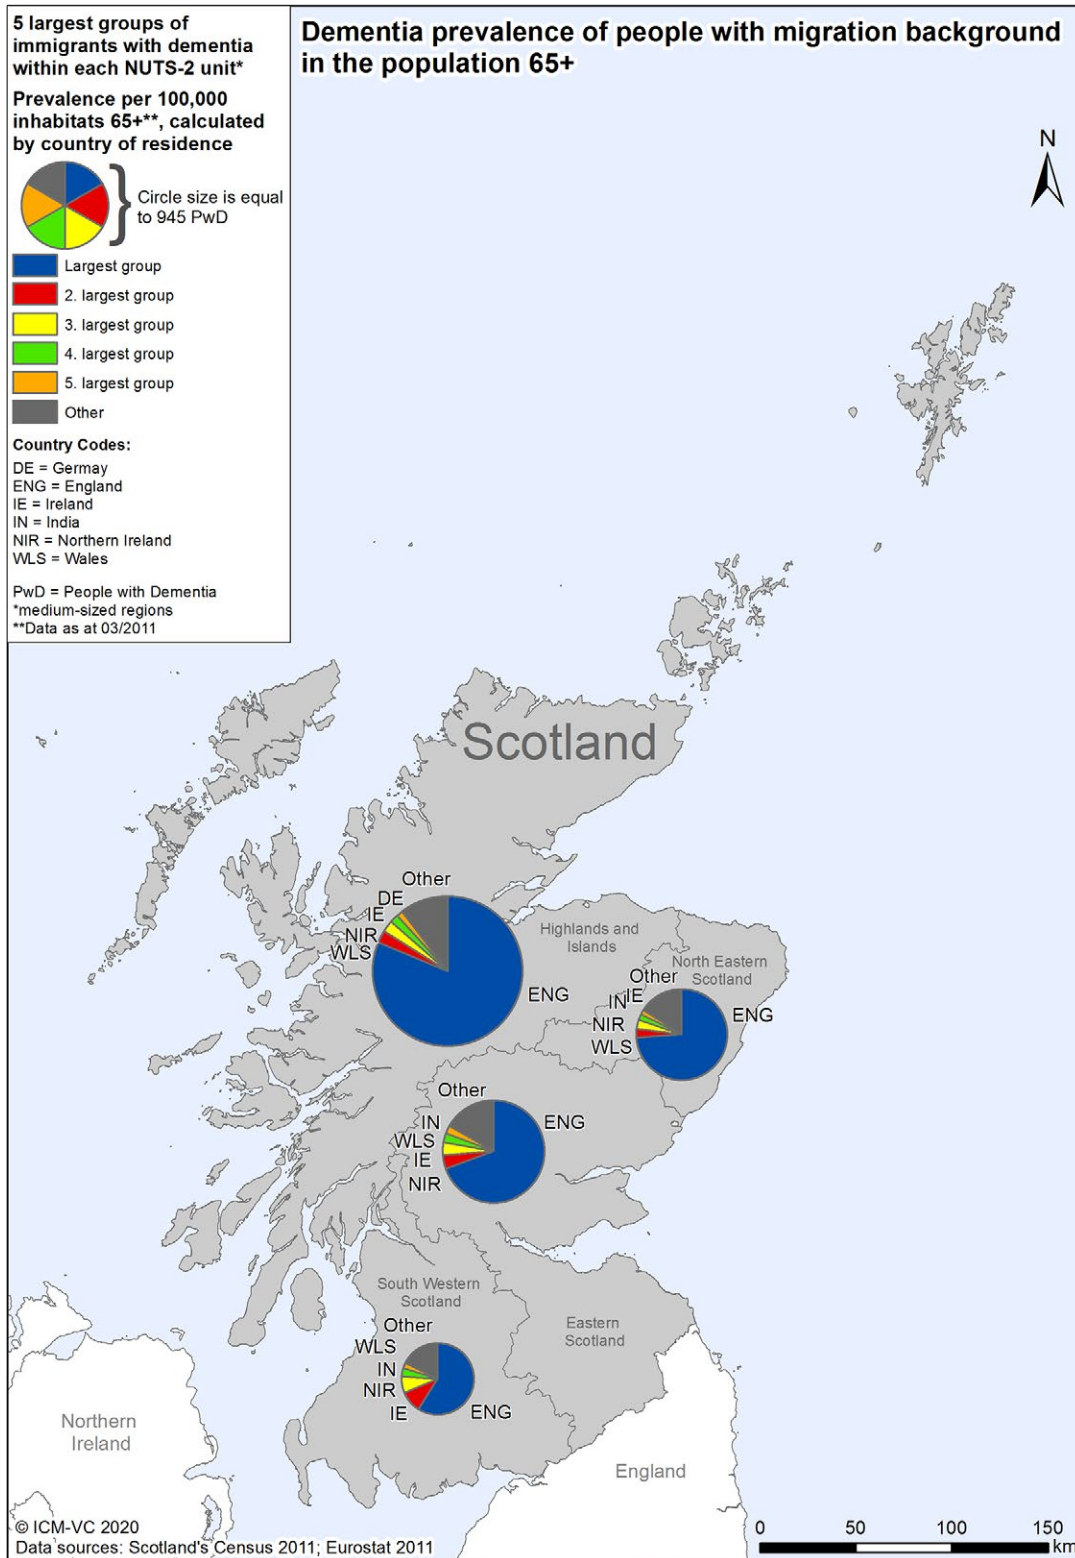 5 largest groups of
immigrants with dementia
within each NUTS-2 unit*
Prevalence per 100,000
inhabitats 65+**, calculated
by country of residence
Circle size is equal
to 945 PwD
Largest group
2. largest group
3. largest group
4. largest group
5. largest group
Other
Country Codes:
DE = Germay
ENG = England
IE = Ireland
IN = India
NIR = Northern Ireland
WLS = Wales
PwD = People with Dementia
*medium-sized regions
**Data as at 03/2011
Dementia prevalence of people with migration background
in the population 65+
N
Scotland
Other
DE
IE
NIR
WLS
ENG
Highlands and
Islands
North Eastern
Scotland
Other
IE
IN
NIR
WLS
ENG
Other
IN
WLS
IE
NIR
ENG
South Western
Scotland
Other
WLS
IN
NIR
IE
ENG
Eastern
Scotland
Northern
Ireland
England
© ICM-VC 2020
Data sources: Scotland's Census 2011; Eurostat 2011
0 50 100 150
km